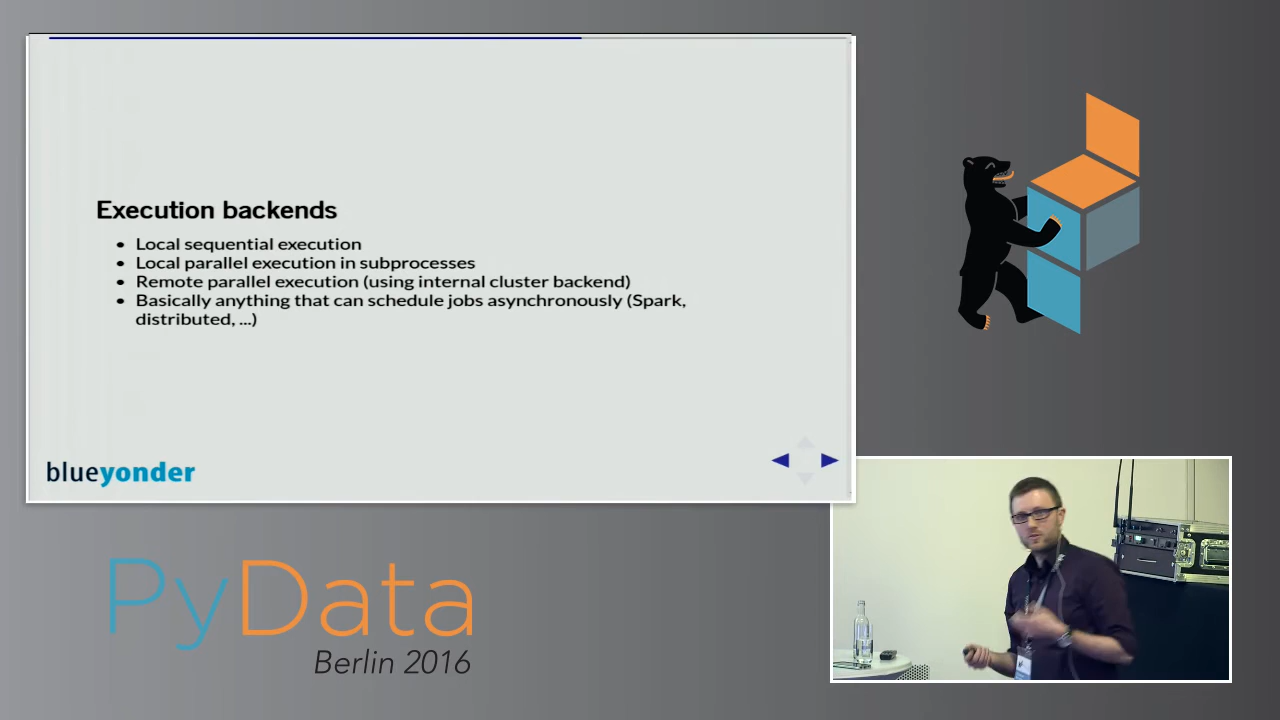 Execution backends
• Local sequential execution
• Local parallel execution in subprocesses
• Remote parallel execution (using internal cluster backend)
• Basically anything that can schedule jobs asynchronously (Spark,
distributed, ...)
blueyonder
PyData
Berlin 2016